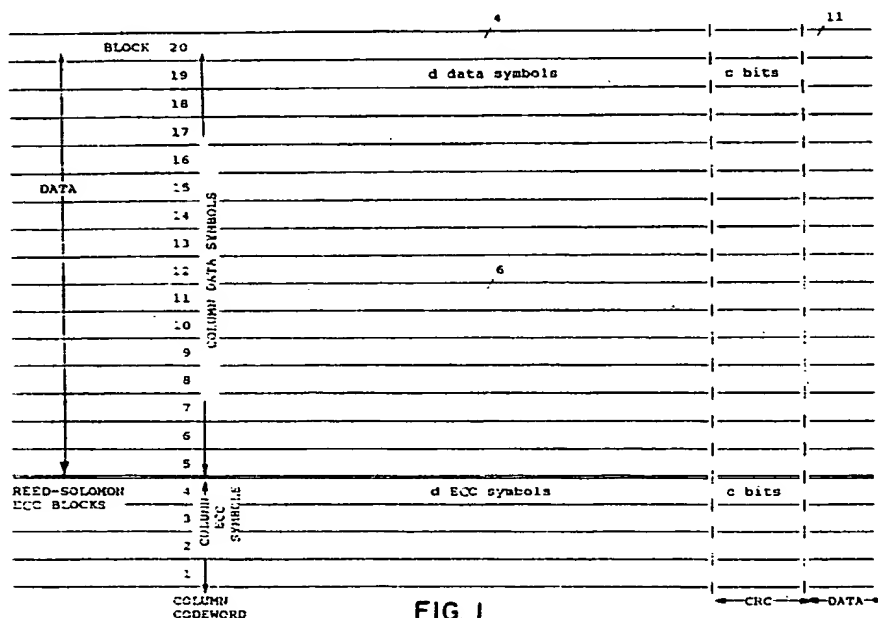 4
11
BLOCK 20
19 d data symbols c bits
18
17
16
DATA 15
14
13
12 6
11
10
9
8
7
6
5
COLUMN DATA SYMBOLS
REED-SOLOMON 4 d ECC symbols c bits
ECC BLOCKS
3
2
1
COLUMN
ECC
SYMBOLS
COLUMN
CODEWORD
FIG 1
CRC DATA